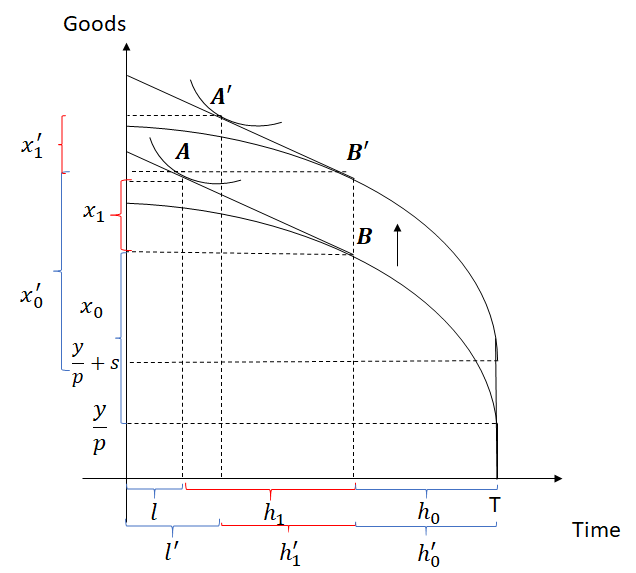 Goods
A′
x′₁
B′
A
x₁
B
x′₀
x₀
y/p + s
y/p
T
l
h₁
h₀
Time
l′
h′₁
h′₀